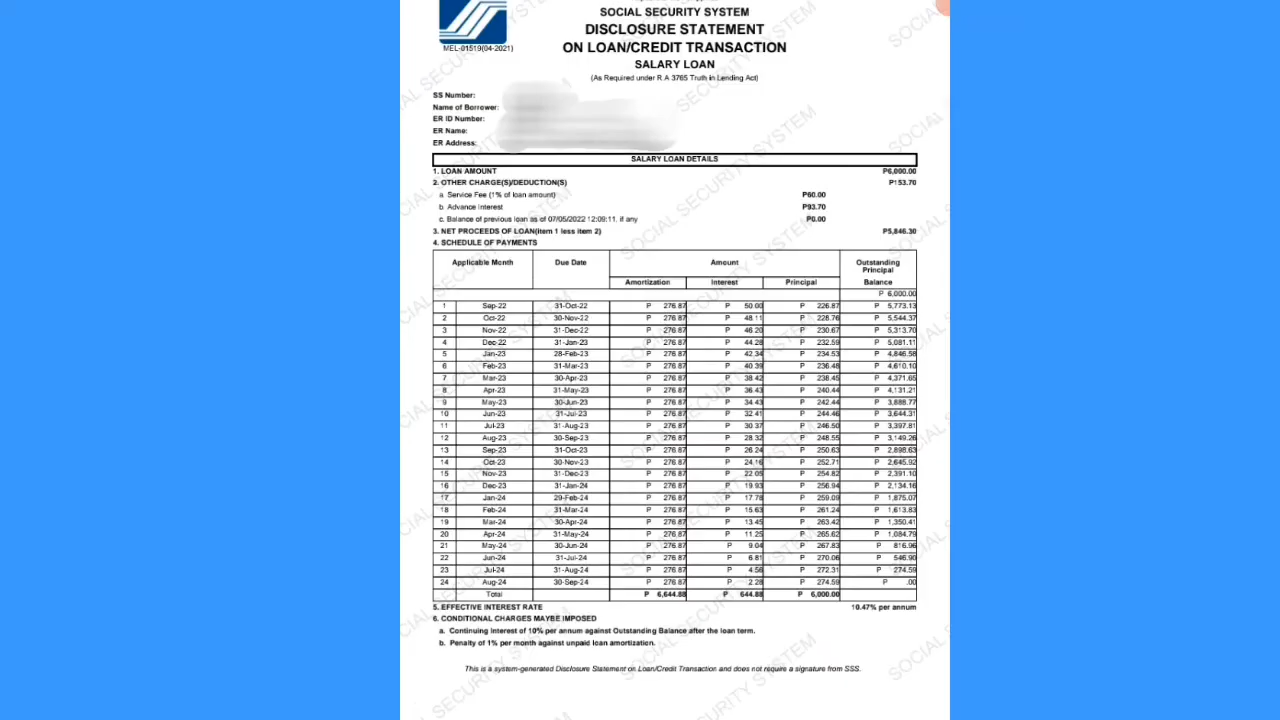 SOCIAL SECURITY SYSTEM
DISCLOSURE STATEMENT
ON LOAN/CREDIT TRANSACTION
SALARY LOAN
(As Required under R.A 3765 Truth in Lending Act)
MEL-01519(04-2021)
SS Number:
Name of Borrower:
ER ID Number:
ER Name:
ER Address:
SALARY LOAN DETAILS
1. LOAN AMOUNT P6,000.00
2. OTHER CHARGE(S)/DEDUCTION(S) P153.70
a. Service Fee (1% of loan amount) P60.00
b. Advance Interest P93.70
c. Balance of previous loan as of 07/05/2022 12:09:11, if any P0.00
3. NET PROCEEDS OF LOAN(item 1 less item 2) P5,846.30
4. SCHEDULE OF PAYMENTS
Applicable Month Due Date Amount Outstanding Principal Balance
Amortization Interest Principal
P 6,000.00
1 Sep-22 31-Oct-22 P 276.87 P 50.00 P 226.87 P 5,773.13
2 Oct-22 30-Nov-22 P 276.87 P 48.11 P 228.76 P 5,544.37
3 Nov-22 31-Dec-22 P 276.87 P 46.20 P 230.67 P 5,313.70
4 Dec-22 31-Jan-23 P 276.87 P 44.28 P 232.59 P 5,081.11
5 Jan-23 28-Feb-23 P 276.87 P 42.34 P 234.53 P 4,846.58
6 Feb-23 31-Mar-23 P 276.87 P 40.39 P 236.48 P 4,610.10
7 Mar-23 30-Apr-23 P 276.87 P 38.42 P 238.45 P 4,371.65
8 Apr-23 31-May-23 P 276.87 P 36.43 P 240.44 P 4,131.21
9 May-23 30-Jun-23 P 276.87 P 34.43 P 242.44 P 3,888.77
10 Jun-23 31-Jul-23 P 276.87 P 32.41 P 244.46 P 3,644.31
11 Jul-23 31-Aug-23 P 276.87 P 30.37 P 246.50 P 3,397.81
12 Aug-23 30-Sep-23 P 276.87 P 28.32 P 248.55 P 3,149.26
13 Sep-23 31-Oct-23 P 276.87 P 26.24 P 250.63 P 2,898.63
14 Oct-23 30-Nov-23 P 276.87 P 24.16 P 252.71 P 2,645.92
15 Nov-23 31-Dec-23 P 276.87 P 22.05 P 254.82 P 2,391.10
16 Dec-23 31-Jan-24 P 276.87 P 19.93 P 256.94 P 2,134.16
17 Jan-24 29-Feb-24 P 276.87 P 17.78 P 259.09 P 1,875.07
18 Feb-24 31-Mar-24 P 276.87 P 15.63 P 261.24 P 1,613.83
19 Mar-24 30-Apr-24 P 276.87 P 13.45 P 263.42 P 1,350.41
20 Apr-24 31-May-24 P 276.87 P 11.25 P 265.62 P 1,084.79
21 May-24 30-Jun-24 P 276.87 P 9.04 P 267.83 P 816.96
22 Jun-24 31-Jul-24 P 276.87 P 6.81 P 270.06 P 546.90
23 Jul-24 31-Aug-24 P 276.87 P 4.56 P 272.31 P 274.59
24 Aug-24 30-Sep-24 P 276.87 P 2.28 P 274.59 P .00
Total P 6,644.88 P 644.88 P 6,000.00
5. EFFECTIVE INTEREST RATE 10.47% per annum
6. CONDITIONAL CHARGES MAYBE IMPOSED
a. Continuing Interest of 10% per annum against Outstanding Balance after the loan term.
b. Penalty of 1% per month against unpaid loan amortization.
This is a system-generated Disclosure Statement on Loan/Credit Transaction and does not require a signature from SSS.